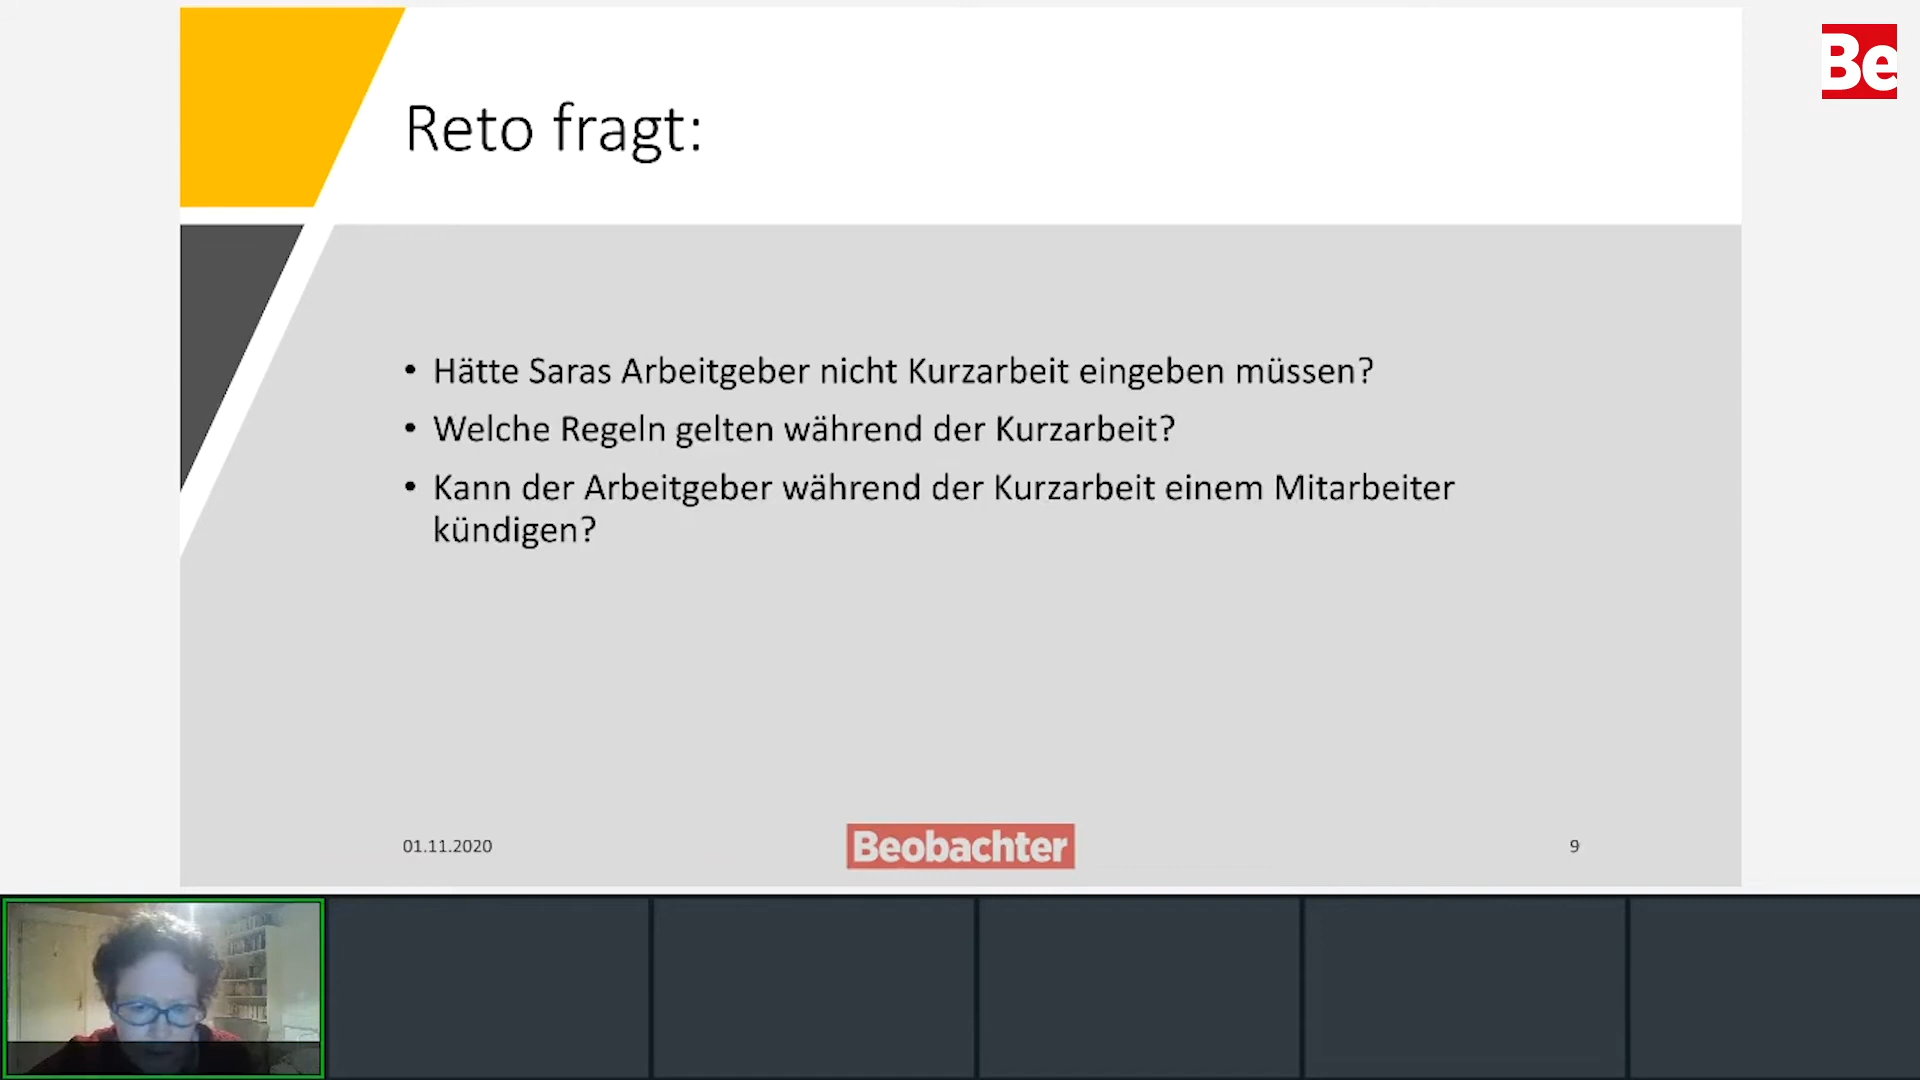 Be
Reto fragt:
• Hätte Saras Arbeitgeber nicht Kurzarbeit eingeben müssen?
• Welche Regeln gelten während der Kurzarbeit?
• Kann der Arbeitgeber während der Kurzarbeit einem Mitarbeiter
kündigen?
01.11.2020
Beobachter
9